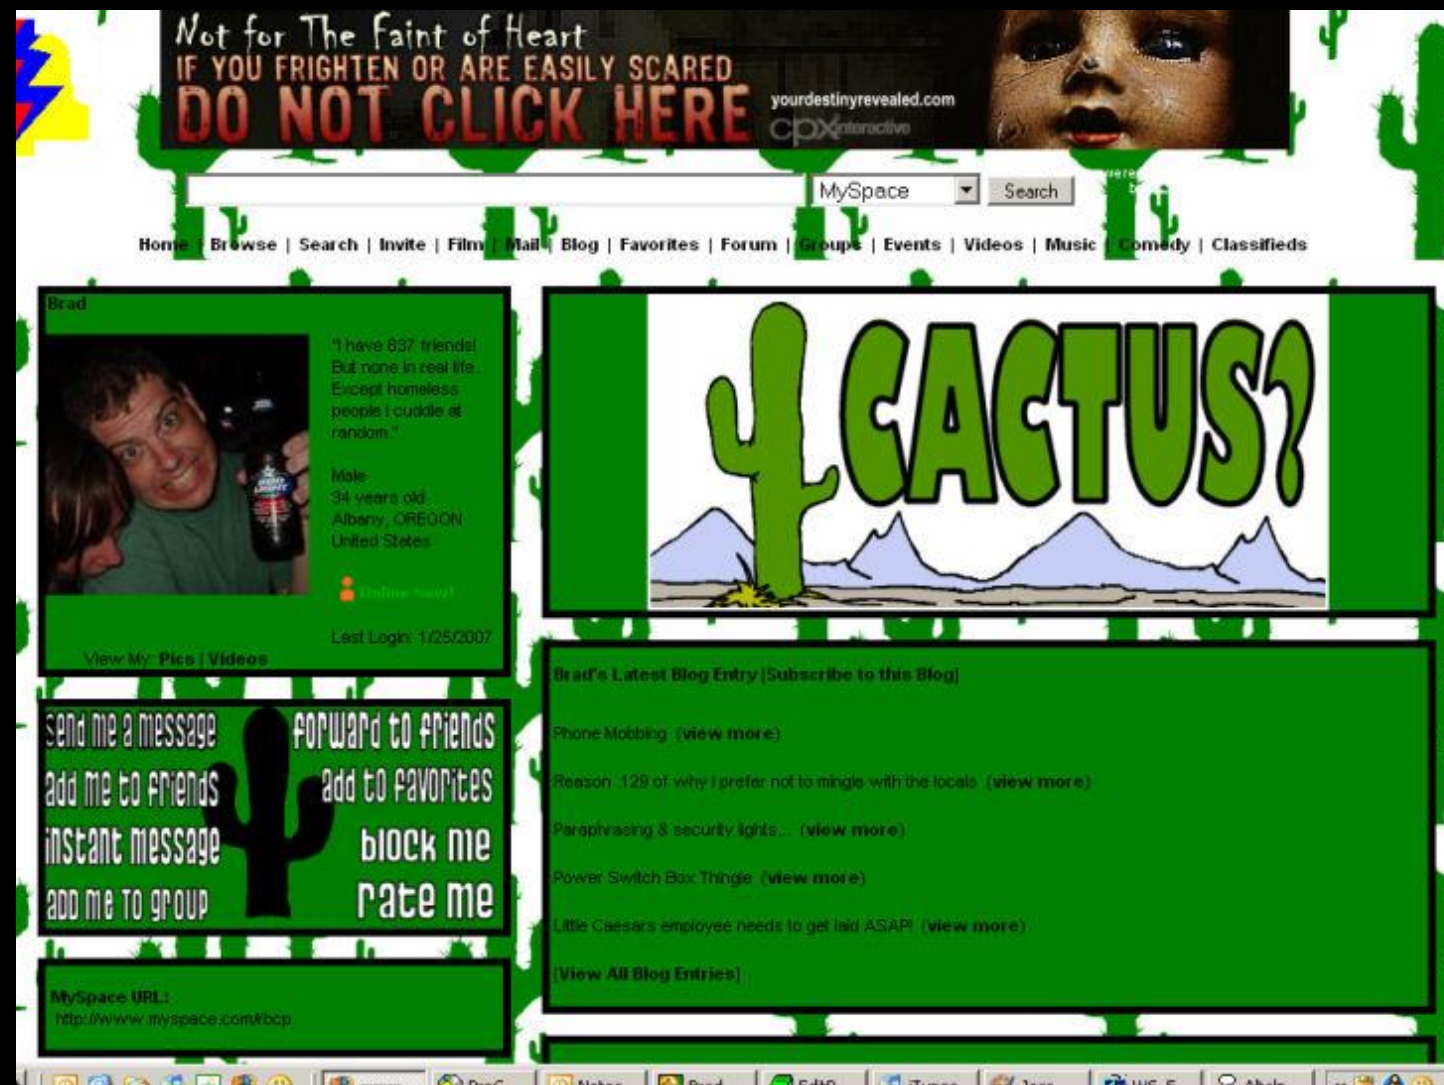 Not for The Faint of Heart
IF YOU FRIGHTEN OR ARE EASILY SCARED
DO NOT CLICK HERE
yourdestinyrevealed.com
CPXinteractive
MySpace
Search
Home | Browse | Search | Invite | Film | Mail | Blog | Favorites | Forum | Groups | Events | Videos | Music | Comedy | Classifieds
Brad
"I have 637 friends!
But none in real life.
Except homeless
people I cuddle at
random."
Male
34 years old
Albany, OREGON
United States
Online Now!
Last Login: 1/25/2007
View My: Pics | Videos
send me a message
forward to friends
add me to friends
add to favorites
instant message
block me
add me to group
rate me
MySpace URL:
http://www.myspace.com/rbcp
CACTUS?
Brad's Latest Blog Entry [Subscribe to this Blog]
Phone Mobbing (view more)
Reason .129 of why I prefer not to mingle with the locals (view more)
Paraphrasing & security lights... (view more)
Power Switch Box Thingie (view more)
Little Caesars employee needs to get laid ASAP! (view more)
[View All Blog Entries]